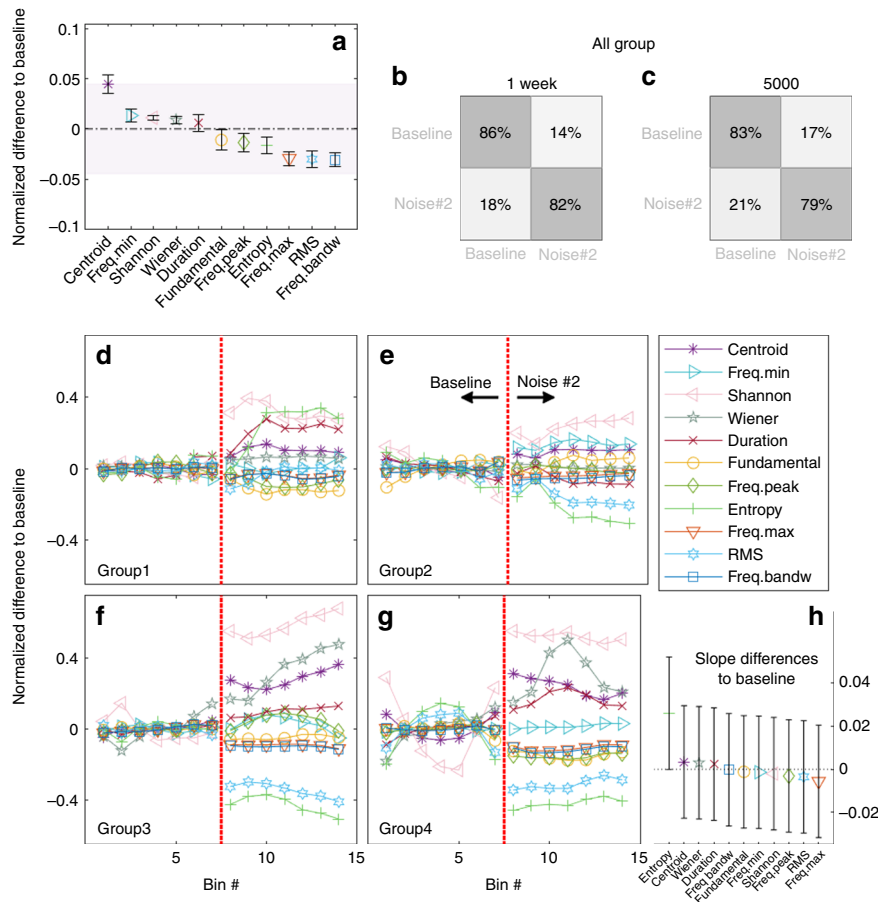 a
Normalized difference to baseline
0.1
0.05
0
−0.05
−0.1
Centroid
Freq.min
Shannon
Wiener
Duration
Fundamental
Freq.peak
Entropy
Freq.max
RMS
Freq.bandw
All group
b
1 week
Baseline
86%
14%
Noise#2
18%
82%
Baseline
Noise#2
c
5000
Baseline
83%
17%
Noise#2
21%
79%
Baseline
Noise#2
Normalized difference to baseline
d
0.4
0
−0.4
Group1
e
Baseline
Noise #2
Group2
Centroid
Freq.min
Shannon
Wiener
Duration
Fundamental
Freq.peak
Entropy
Freq.max
RMS
Freq.bandw
f
0.4
0
−0.4
Group3
5
10
15
Bin #
g
Group4
5
10
15
Bin #
h
Slope differences
to baseline
0.04
0.02
0
−0.02
Entropy
Centroid
Wiener
Duration
Freq bandw
Fundamental
Freq.min
Shannon
Freq.peak
RMS
Freq.max